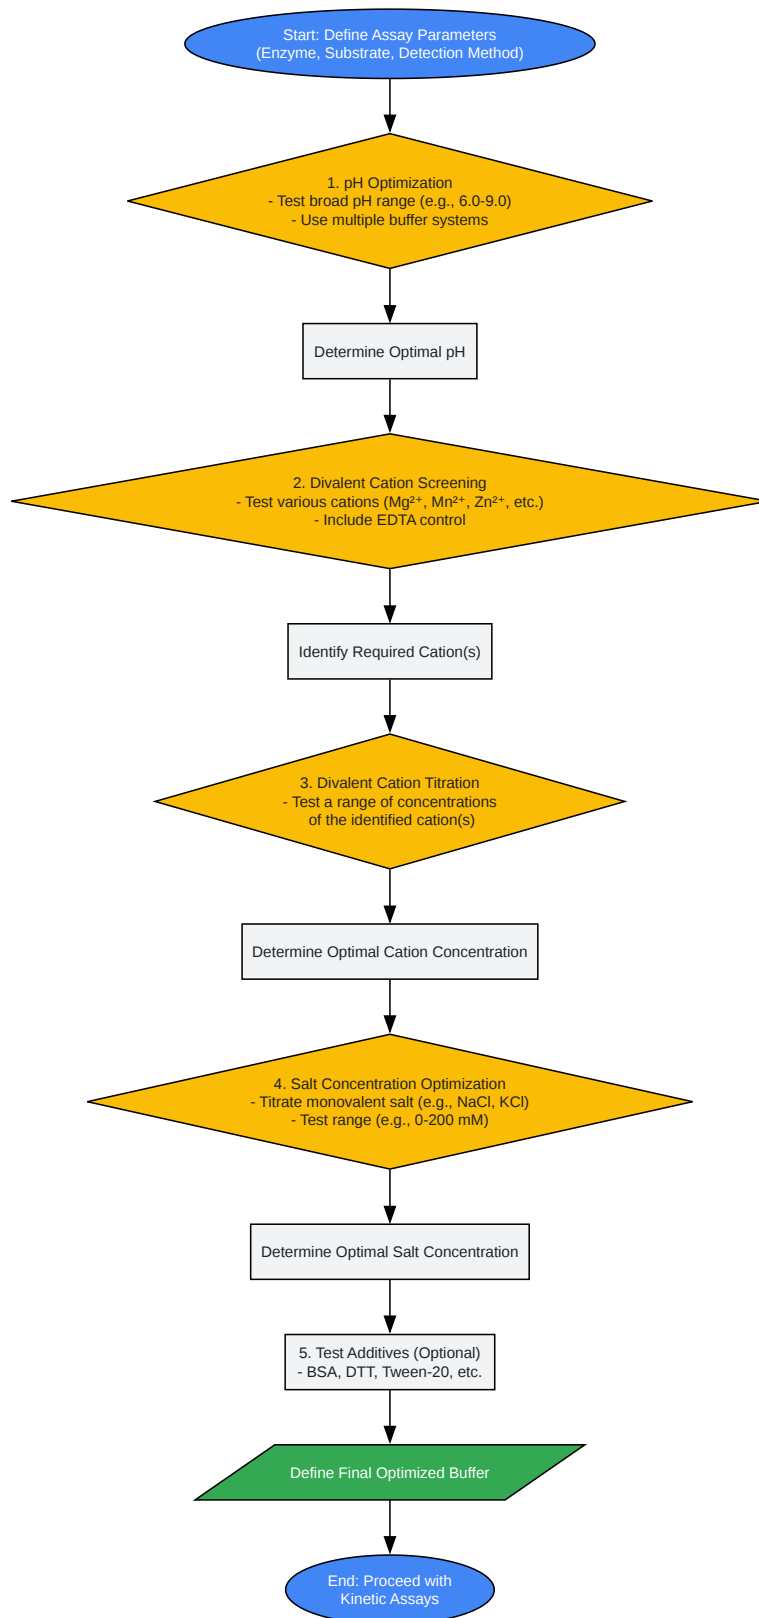 Start: Define Assay Parameters
(Enzyme, Substrate, Detection Method)
1. pH Optimization
- Test broad pH range (e.g., 6.0-9.0)
- Use multiple buffer systems
Determine Optimal pH
2. Divalent Cation Screening
- Test various cations (Mg²⁺, Mn²⁺, Zn²⁺, etc.)
- Include EDTA control
Identify Required Cation(s)
3. Divalent Cation Titration
- Test a range of concentrations
of the identified cation(s)
Determine Optimal Cation Concentration
4. Salt Concentration Optimization
- Titrate monovalent salt (e.g., NaCl, KCl)
- Test range (e.g., 0-200 mM)
Determine Optimal Salt Concentration
5. Test Additives (Optional)
- BSA, DTT, Tween-20, etc.
Define Final Optimized Buffer
End: Proceed with
Kinetic Assays